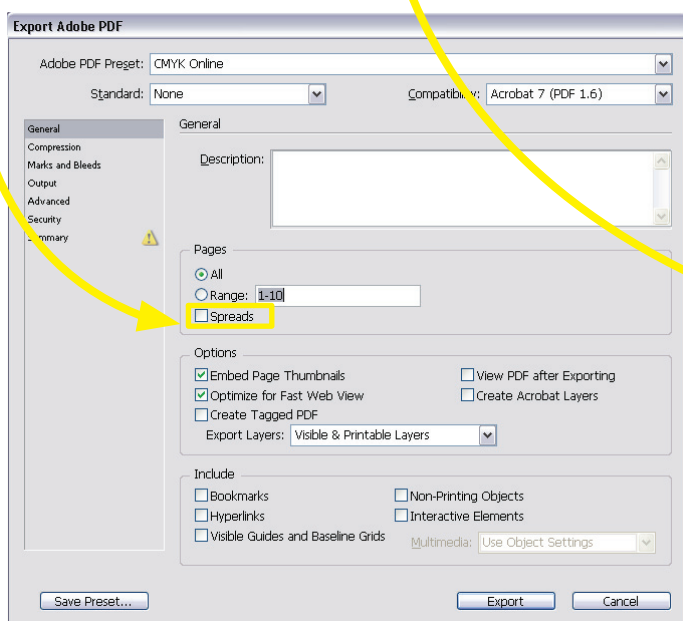 Export Adobe PDF
Adobe PDF Preset: CMYK Online
Standard: None Compatibility: Acrobat 7 (PDF 1.6)
General
Compression
Marks and Bleeds
Output
Advanced
Security
Summary
General
Description:
Pages
All
Range: 1-10
Spreads
Options
Embed Page Thumbnails View PDF after Exporting
Optimize for Fast Web View Create Acrobat Layers
Create Tagged PDF
Export Layers: Visible & Printable Layers
Include
Bookmarks Non-Printing Objects
Hyperlinks Interactive Elements
Visible Guides and Baseline Grids Multimedia: Use Object Settings
Save Preset... Export Cancel